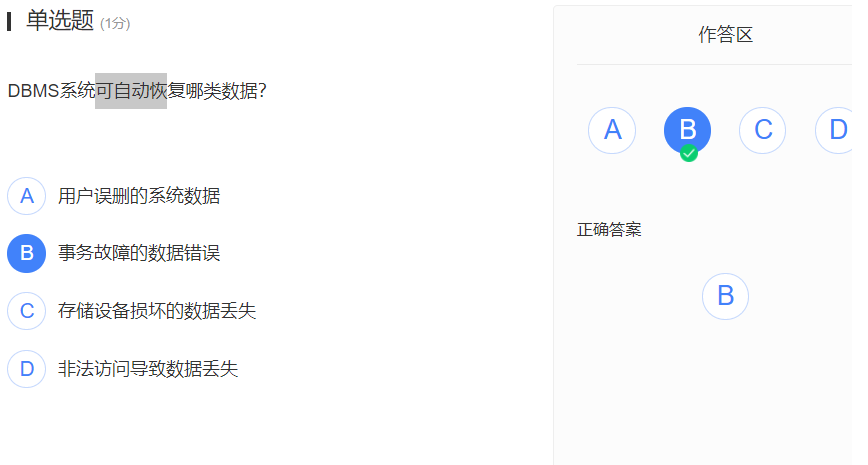 单选题 (1分)
DBMS系统可自动恢复哪类数据?
A 用户误删的系统数据
B 事务故障的数据错误
C 存储设备损坏的数据丢失
D 非法访问导致数据丢失
作答区
A B C D
正确答案
B